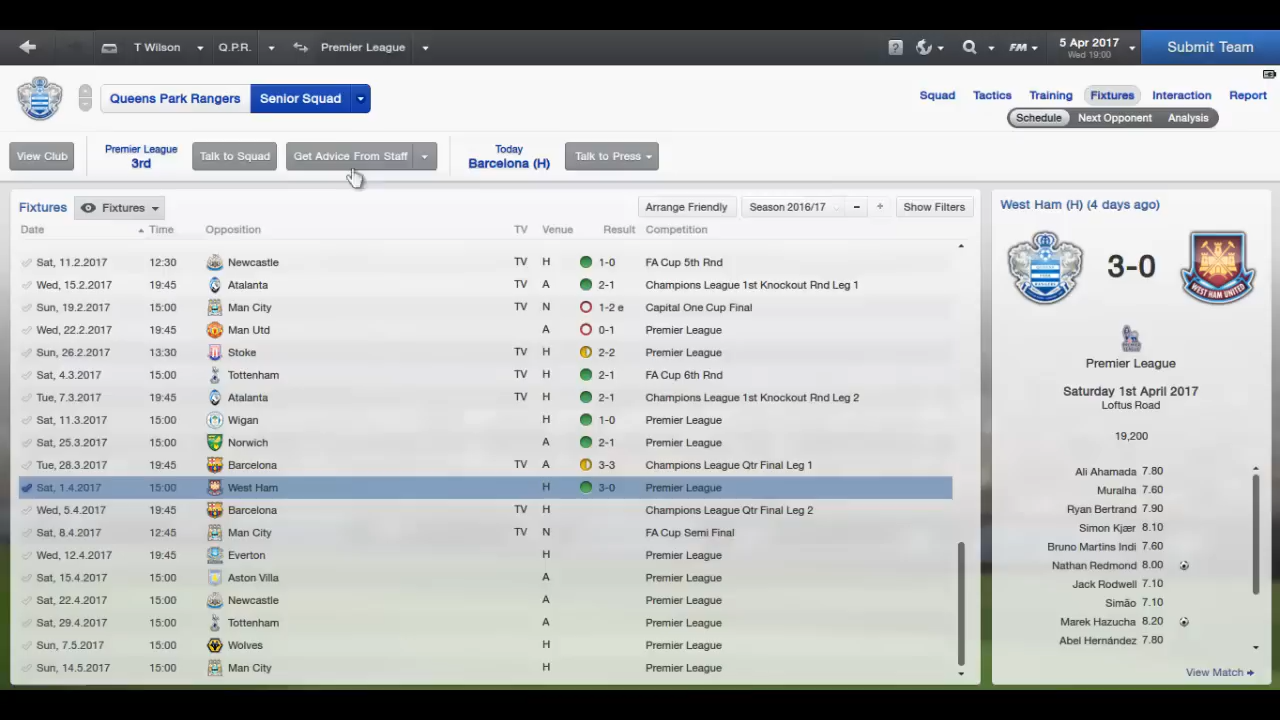 T Wilson Q.P.R. Premier League ? FM 5 Apr 2017 Submit Team
Wed 19:00
Queens Park Rangers Senior Squad Squad Tactics Training Fixtures Interaction Report
Schedule Next Opponent Analysis
View Club Premier League Talk to Squad Get Advice From Staff Today Talk to Press
3rd Barcelona (H)
Fixtures Fixtures Arrange Friendly Season 2016/17 - + Show Filters
Date Time Opposition TV Venue Result Competition
Sat, 11.2.2017 12:30 Newcastle TV H 1-0 FA Cup 5th Rnd
Wed, 15.2.2017 19:45 Atalanta TV A 2-1 Champions League 1st Knockout Rnd Leg 1
Sun, 19.2.2017 15:00 Man City TV N 1-2 e Capital One Cup Final
Wed, 22.2.2017 19:45 Man Utd A 0-1 Premier League
Sun, 26.2.2017 13:30 Stoke TV H 2-2 Premier League
Sat, 4.3.2017 15:00 Tottenham TV H 2-1 FA Cup 6th Rnd
Tue, 7.3.2017 19:45 Atalanta TV H 2-1 Champions League 1st Knockout Rnd Leg 2
Sat, 11.3.2017 15:00 Wigan H 1-0 Premier League
Sat, 25.3.2017 15:00 Norwich A 2-1 Premier League
Tue, 28.3.2017 19:45 Barcelona TV A 3-3 Champions League Qtr Final Leg 1
Sat, 1.4.2017 15:00 West Ham H 3-0 Premier League
Wed, 5.4.2017 19:45 Barcelona TV H Champions League Qtr Final Leg 2
Sat, 8.4.2017 12:45 Man City TV N FA Cup Semi Final
Wed, 12.4.2017 19:45 Everton H Premier League
Sat, 15.4.2017 15:00 Aston Villa A Premier League
Sat, 22.4.2017 15:00 Newcastle A Premier League
Sat, 29.4.2017 15:00 Tottenham A Premier League
Sun, 7.5.2017 15:00 Wolves H Premier League
Sun, 14.5.2017 15:00 Man City H Premier League
West Ham (H) (4 days ago)
3-0
WEST HAM UNITED
Premier League
Saturday 1st April 2017
Loftus Road
19,200
Ali Ahamada 7.80
Muralha 7.60
Ryan Bertrand 7.90
Simon Kjær 8.10
Bruno Martins Indi 7.60
Nathan Redmond 8.00
Jack Rodwell 7.10
Simão 7.10
Marek Hazucha 8.20
Abel Hernández 7.80
View Match